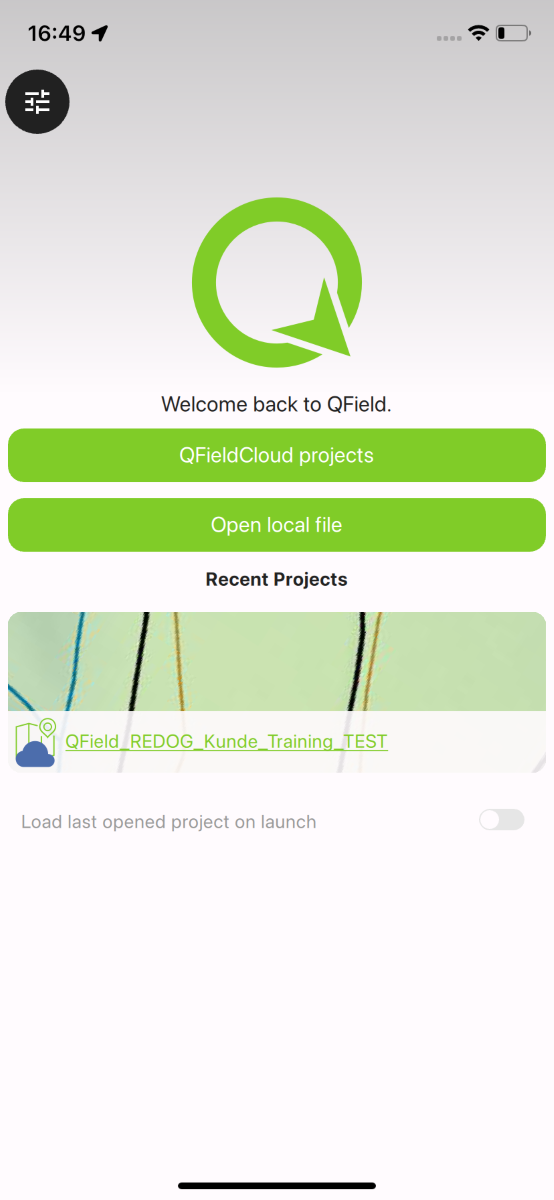 16:49
Welcome back to QField.
QFieldCloud projects
Open local file
Recent Projects
QField_REDOG_Kunde_Training_TEST
Load last opened project on launch